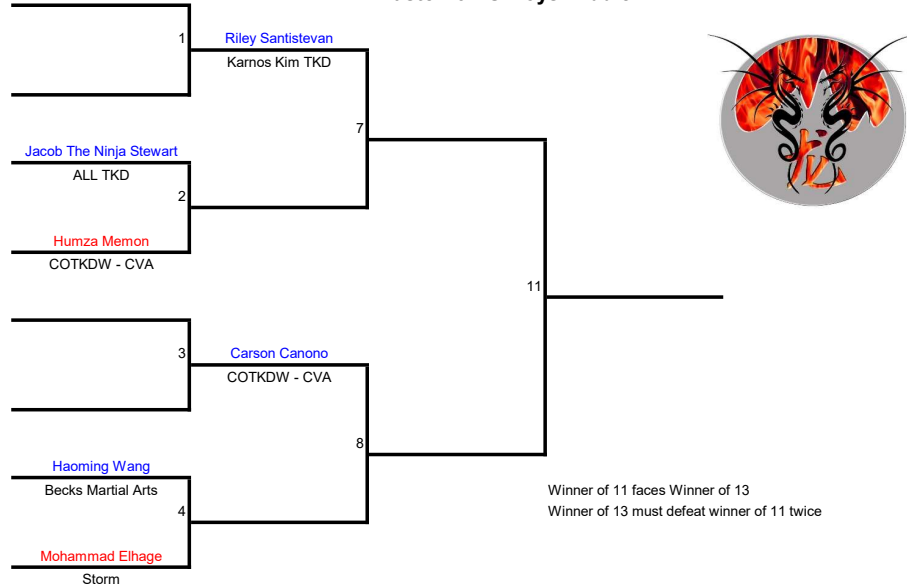 1
Riley Santistevan
Karnos Kim TKD
7
Jacob The Ninja Stewart
ALL TKD
2
Humza Memon
COTKDW - CVA
11
3
Carson Canono
COTKDW - CVA
8
Haoming Wang
Becks Martial Arts
4
Winner of 11 faces Winner of 13
Winner of 13 must defeat winner of 11 twice
Mohammad Elhage
Storm